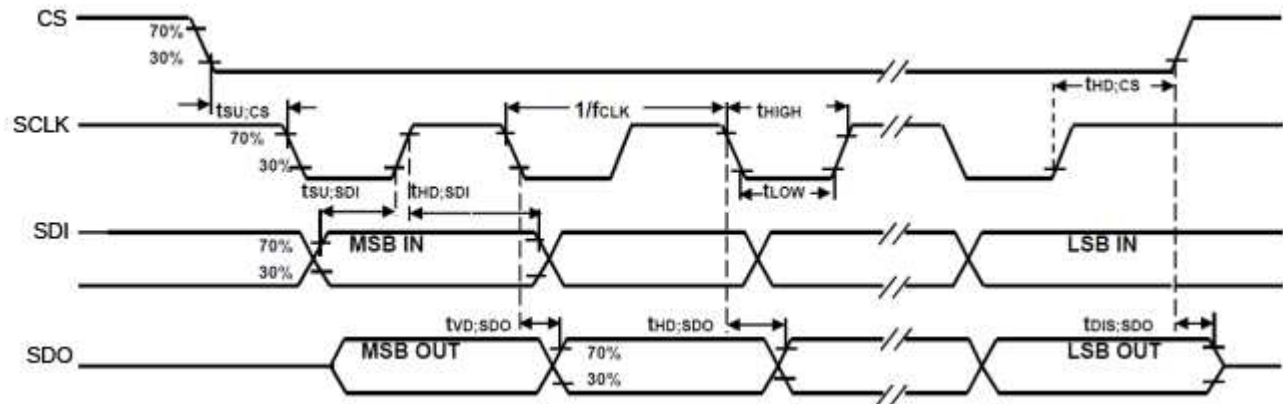 CS
70%
30%
tSU;CS
1/fCLK
tHIGH
tHD;CS
SCLK
70%
30%
tSU;SDI
tHD;SDI
tLOW
SDI
70%
30%
MSB IN
LSB IN
tVD;SDO
tHD;SDO
tDIS;SDO
SDO
MSB OUT
70%
30%
LSB OUT